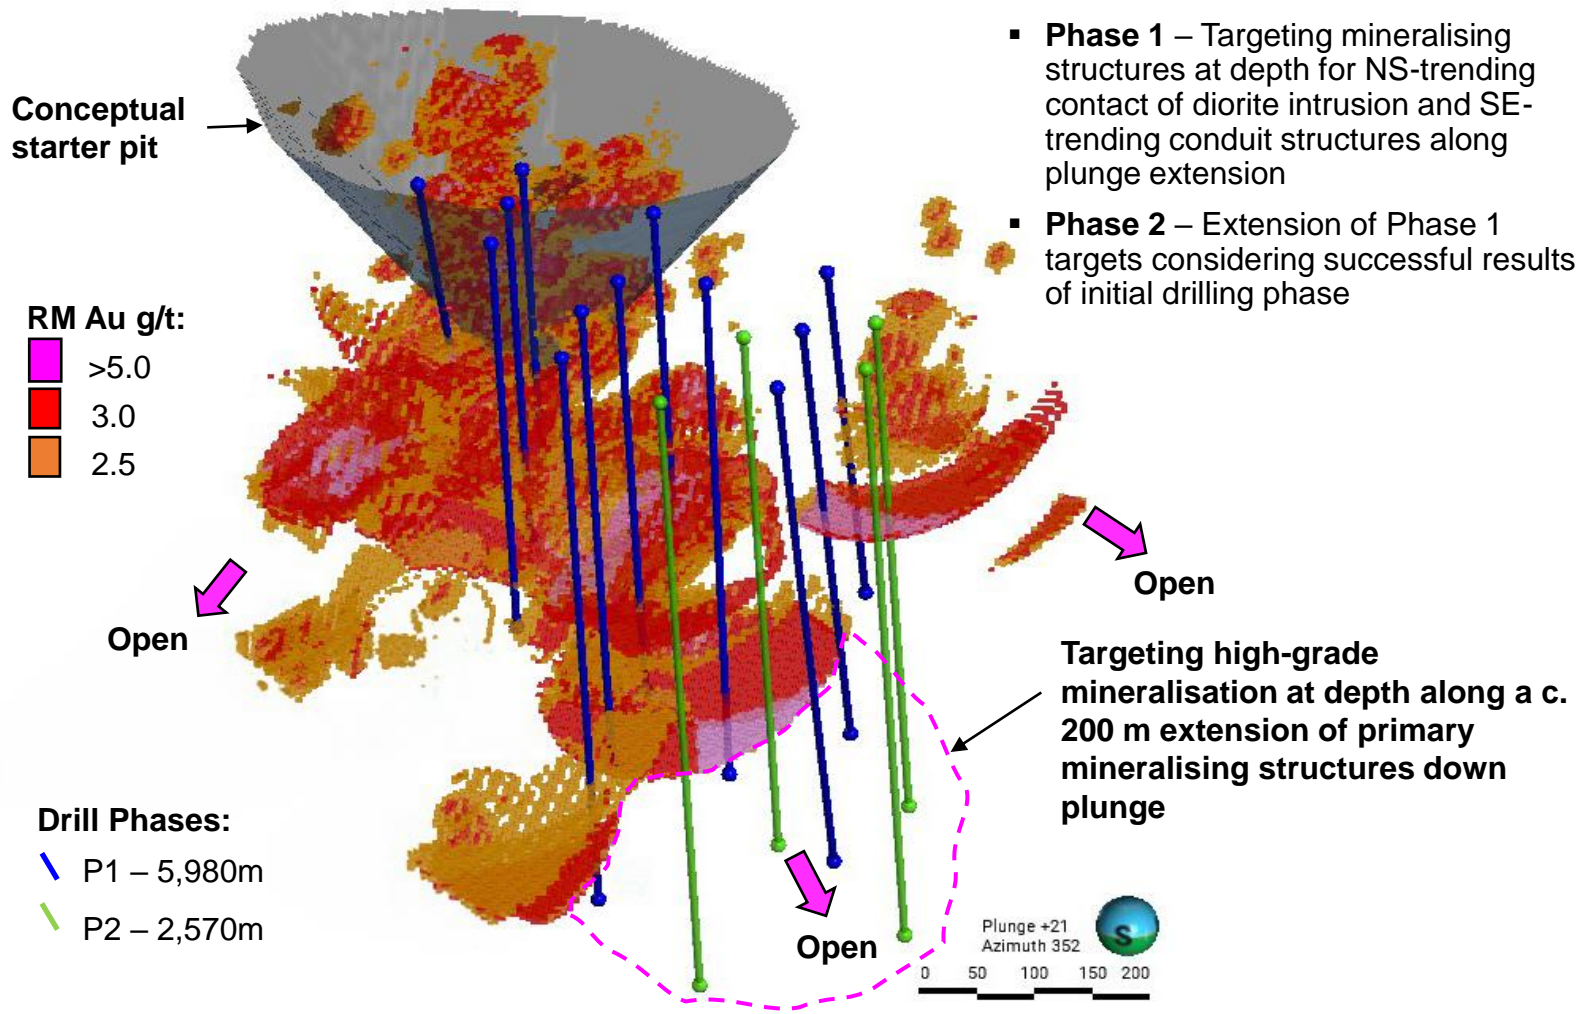 ▪ Phase 1 – Targeting mineralising
structures at depth for NS-trending
contact of diorite intrusion and SE-
trending conduit structures along
plunge extension
▪ Phase 2 – Extension of Phase 1
targets considering successful results
of initial drilling phase
Conceptual
starter pit
RM Au g/t:
>5.0
3.0
2.5
Open
Open
Targeting high-grade
mineralisation at depth along a c.
200 m extension of primary
mineralising structures down
plunge
Drill Phases:
P1 – 5,980m
P2 – 2,570m
Open
Plunge +21
Azimuth 352
S
0 50 100 150 200